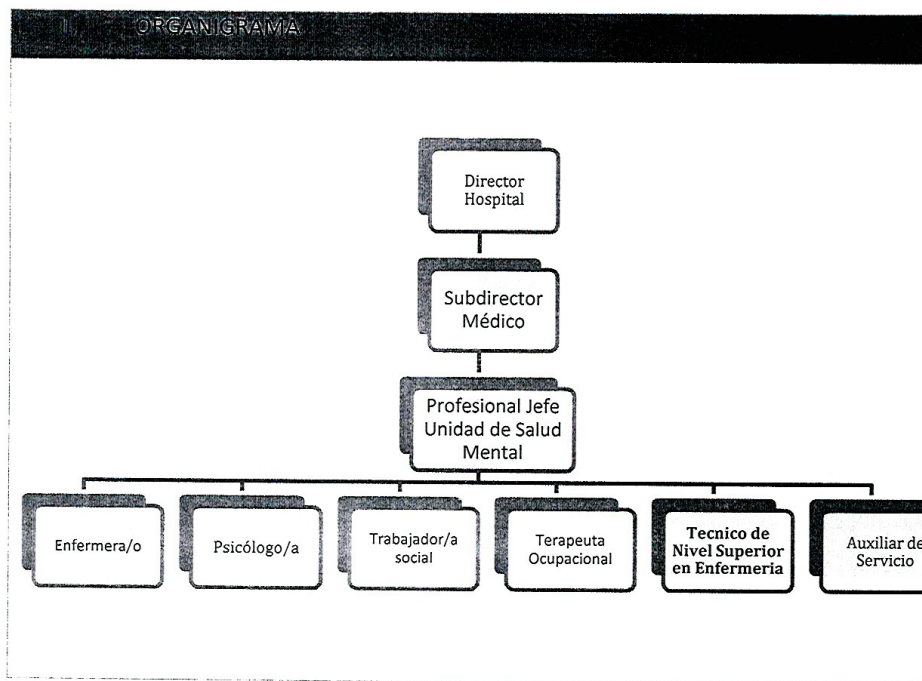 ORGANIGRAMA
Director
Hospital
Subdirector
Médico
Profesional Jefe
Unidad de Salud
Mental
Enfermera/o
Psicólogo/a
Trabajador/a
social
Terapeuta
Ocupacional
Tecnico de
Nivel Superior
en Enfermeria
Auxiliar de
Servicio